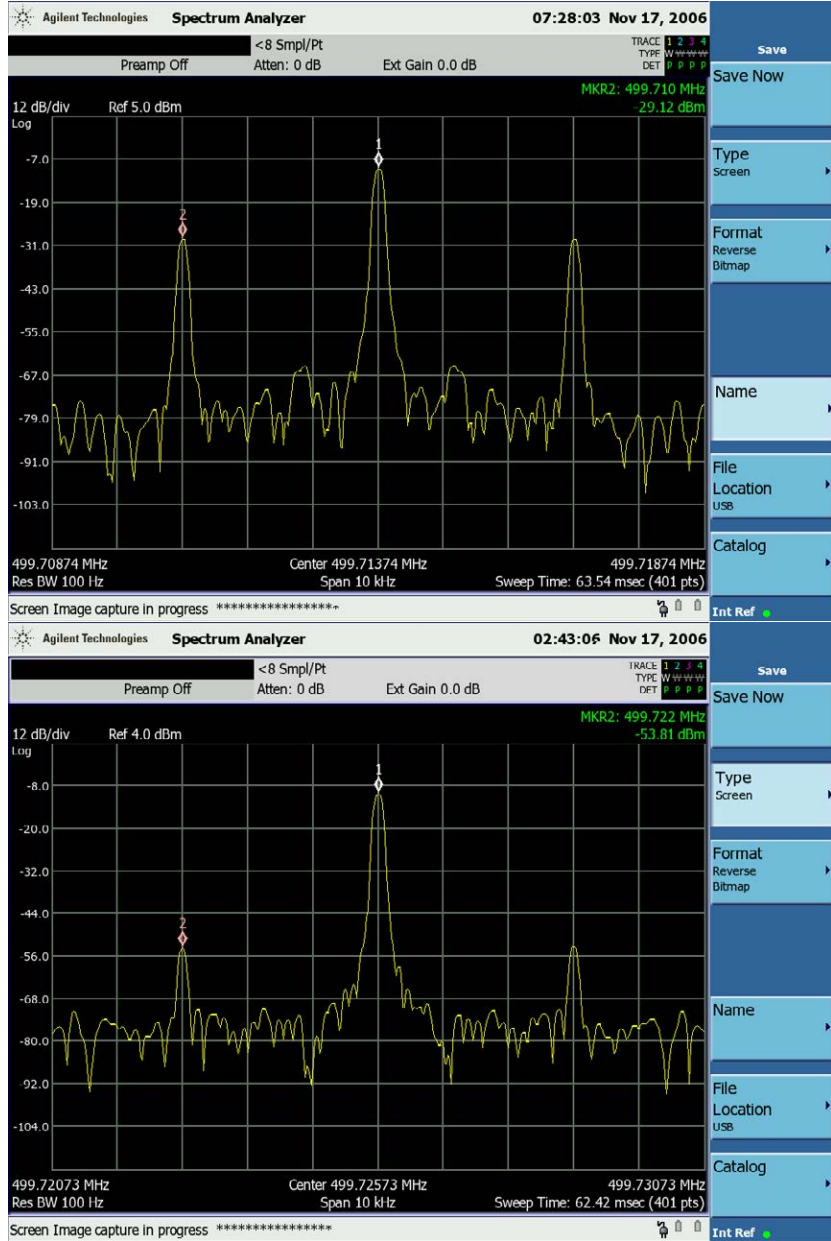 Agilent Technologies Spectrum Analyzer 07:28:03 Nov 17, 2006
<8 Smpl/Pt
TRACE 1 2 3 4
TYPE W W W W
DET P P P P
Preamp Off Atten: 0 dB Ext Gain 0.0 dB
MKR2: 499.710 MHz
-29.12 dBm
12 dB/div Ref 5.0 dBm
Log
1
-7.0
-19.0
2
-31.0
-43.0
-55.0
-67.0
-79.0
-91.0
-103.0
499.70874 MHz Center 499.71374 MHz 499.71874 MHz
Res BW 100 Hz Span 10 kHz Sweep Time: 63.54 msec (401 pts)
Screen Image capture in progress ****************
Save
Save Now
Type
Screen
Format
Reverse
Bitmap
Name
File
Location
USB
Catalog
Int Ref
Agilent Technologies Spectrum Analyzer 02:43:06 Nov 17, 2006
<8 Smpl/Pt
TRACE 1 2 3 4
TYPE W W W W
DET P P P P
Preamp Off Atten: 0 dB Ext Gain 0.0 dB
MKR2: 499.722 MHz
-53.81 dBm
12 dB/div Ref 4.0 dBm
Log
1
-8.0
-20.0
-32.0
-44.0
2
-56.0
-68.0
-80.0
-92.0
-104.0
499.72073 MHz Center 499.72573 MHz 499.73073 MHz
Res BW 100 Hz Span 10 kHz Sweep Time: 62.42 msec (401 pts)
Screen Image capture in progress ****************
Save
Save Now
Type
Screen
Format
Reverse
Bitmap
Name
File
Location
USB
Catalog
Int Ref